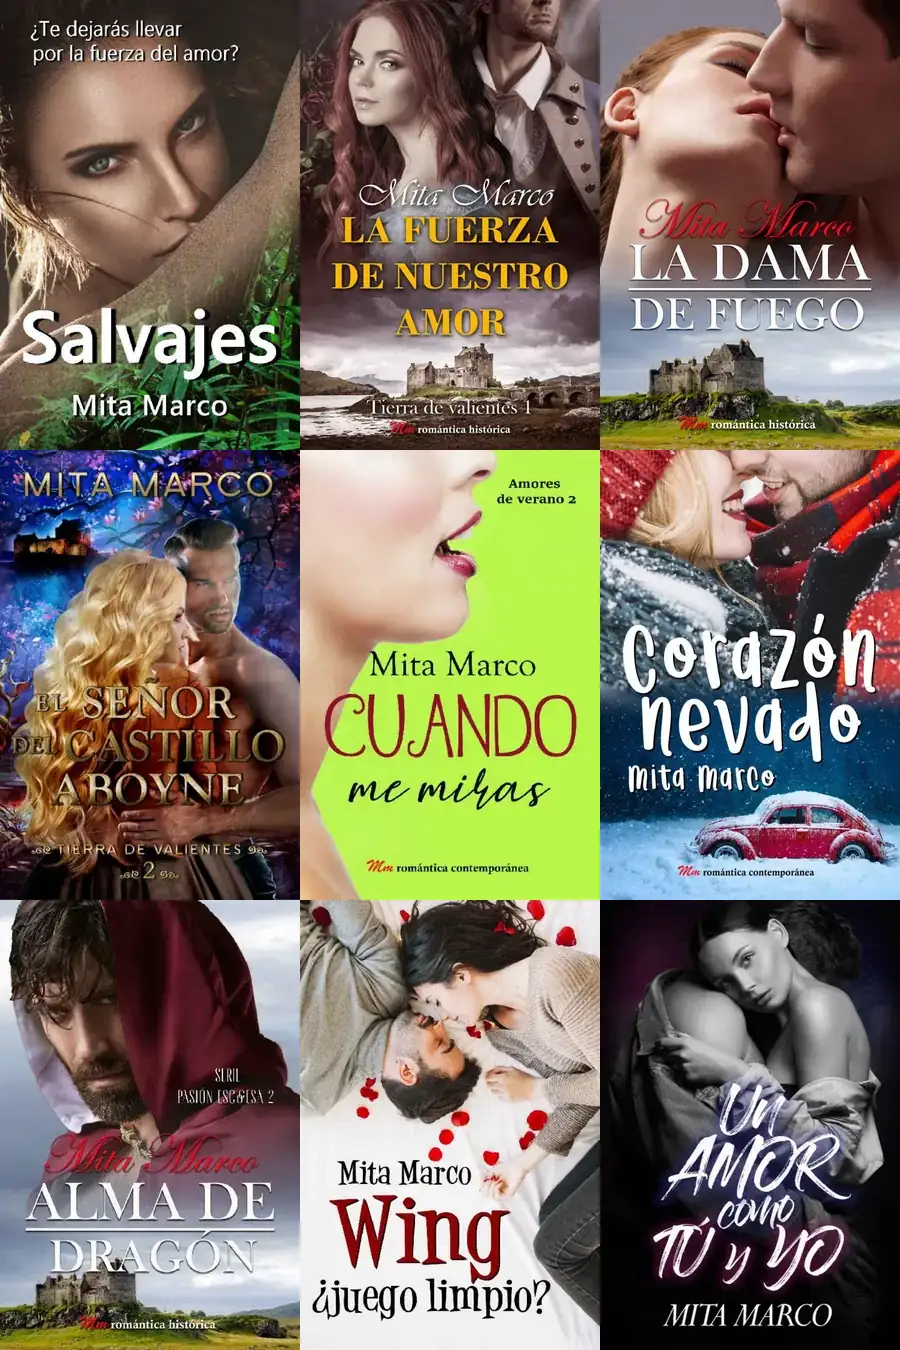 ¿Te dejarás llevar
por la fuerza del amor?
Salvajes
Mita Marco
Mita Marco
LA FUERZA
DE NUESTRO
AMOR
Tierra de valientes 1
Mm romántica histórica
Mita Marco
LA DAMA
DE FUEGO
Mm romántica histórica
MITA MARCO
EL SEÑOR
DEL CASTILLO
ABOYNE
TIERRA DE VALIENTES
2
Amores
de verano 2
Mita Marco
CUANDO
me miras
Mm romántica contemporánea
corazón
nevado
mita marco
Mm romántica contemporánea
SERIE
PASIÓN ESCOCESA 2
Mita Marco
ALMA DE
DRAGÓN
Mm romántica histórica
Mita Marco
Wing
¿juego limpio?
Un
AMOR
como
TÚ y YO
MITA MARCO